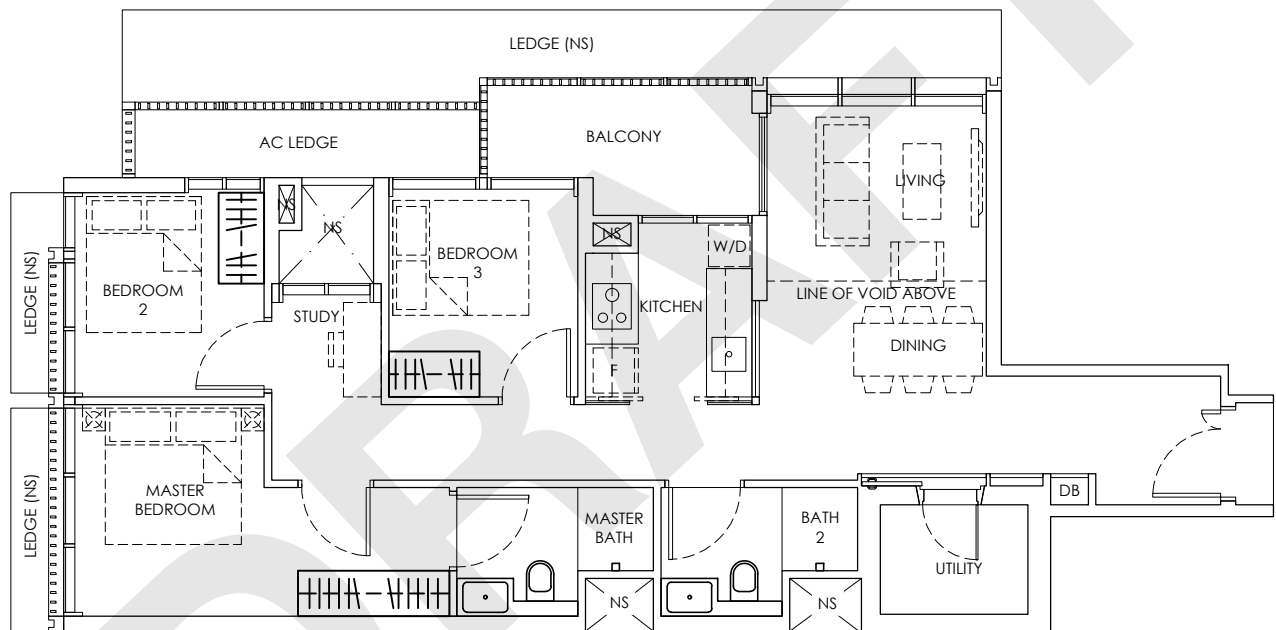 LEDGE (NS)
AC LEDGE
BALCONY
LIVING
NS
NS
NS
W/D
BEDROOM
2
BEDROOM
3
LEDGE (NS)
STUDY
KITCHEN
LINE OF VOID ABOVE
DINING
F
MASTER
BEDROOM
LEDGE (NS)
MASTER
BATH
BATH
2
DB
UTILITY
NS
NS
DRAFT